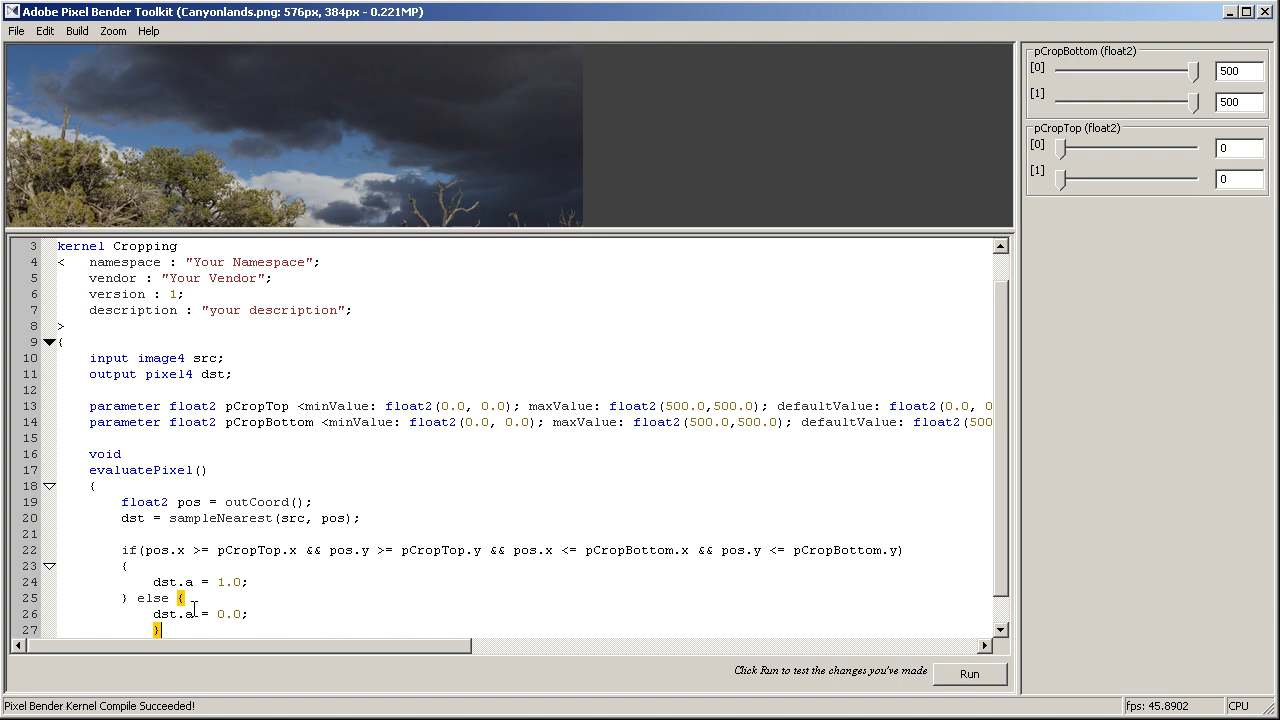 Adobe Pixel Bender Toolkit (Canyonlands.png: 576px, 384px - 0.221MP)
File Edit Build Zoom Help
pCropBottom (float2)
[0] 500
[1] 500
pCropTop (float2)
[0] 0
[1] 0
3 kernel Cropping
4 < namespace : "Your Namespace";
5 vendor : "Your Vendor";
6 version : 1;
7 description : "your description";
8 >
9 {
10 input image4 src;
11 output pixel4 dst;
12
13 parameter float2 pCropTop <minValue: float2(0.0, 0.0); maxValue: float2(500.0,500.0); defaultValue: float2(0.0, 0
14 parameter float2 pCropBottom <minValue: float2(0.0, 0.0); maxValue: float2(500.0,500.0); defaultValue: float2(500
15
16 void
17 evaluatePixel()
18 {
19 float2 pos = outCoord();
20 dst = sampleNearest(src, pos);
21
22 if(pos.x >= pCropTop.x && pos.y >= pCropTop.y && pos.x <= pCropBottom.x && pos.y <= pCropBottom.y)
23 {
24 dst.a = 1.0;
25 } else {
26 dst.a = 0.0;
27 }
Click Run to test the changes you've made Run
Pixel Bender Kernel Compile Succeeded! fps: 45.8902 CPU